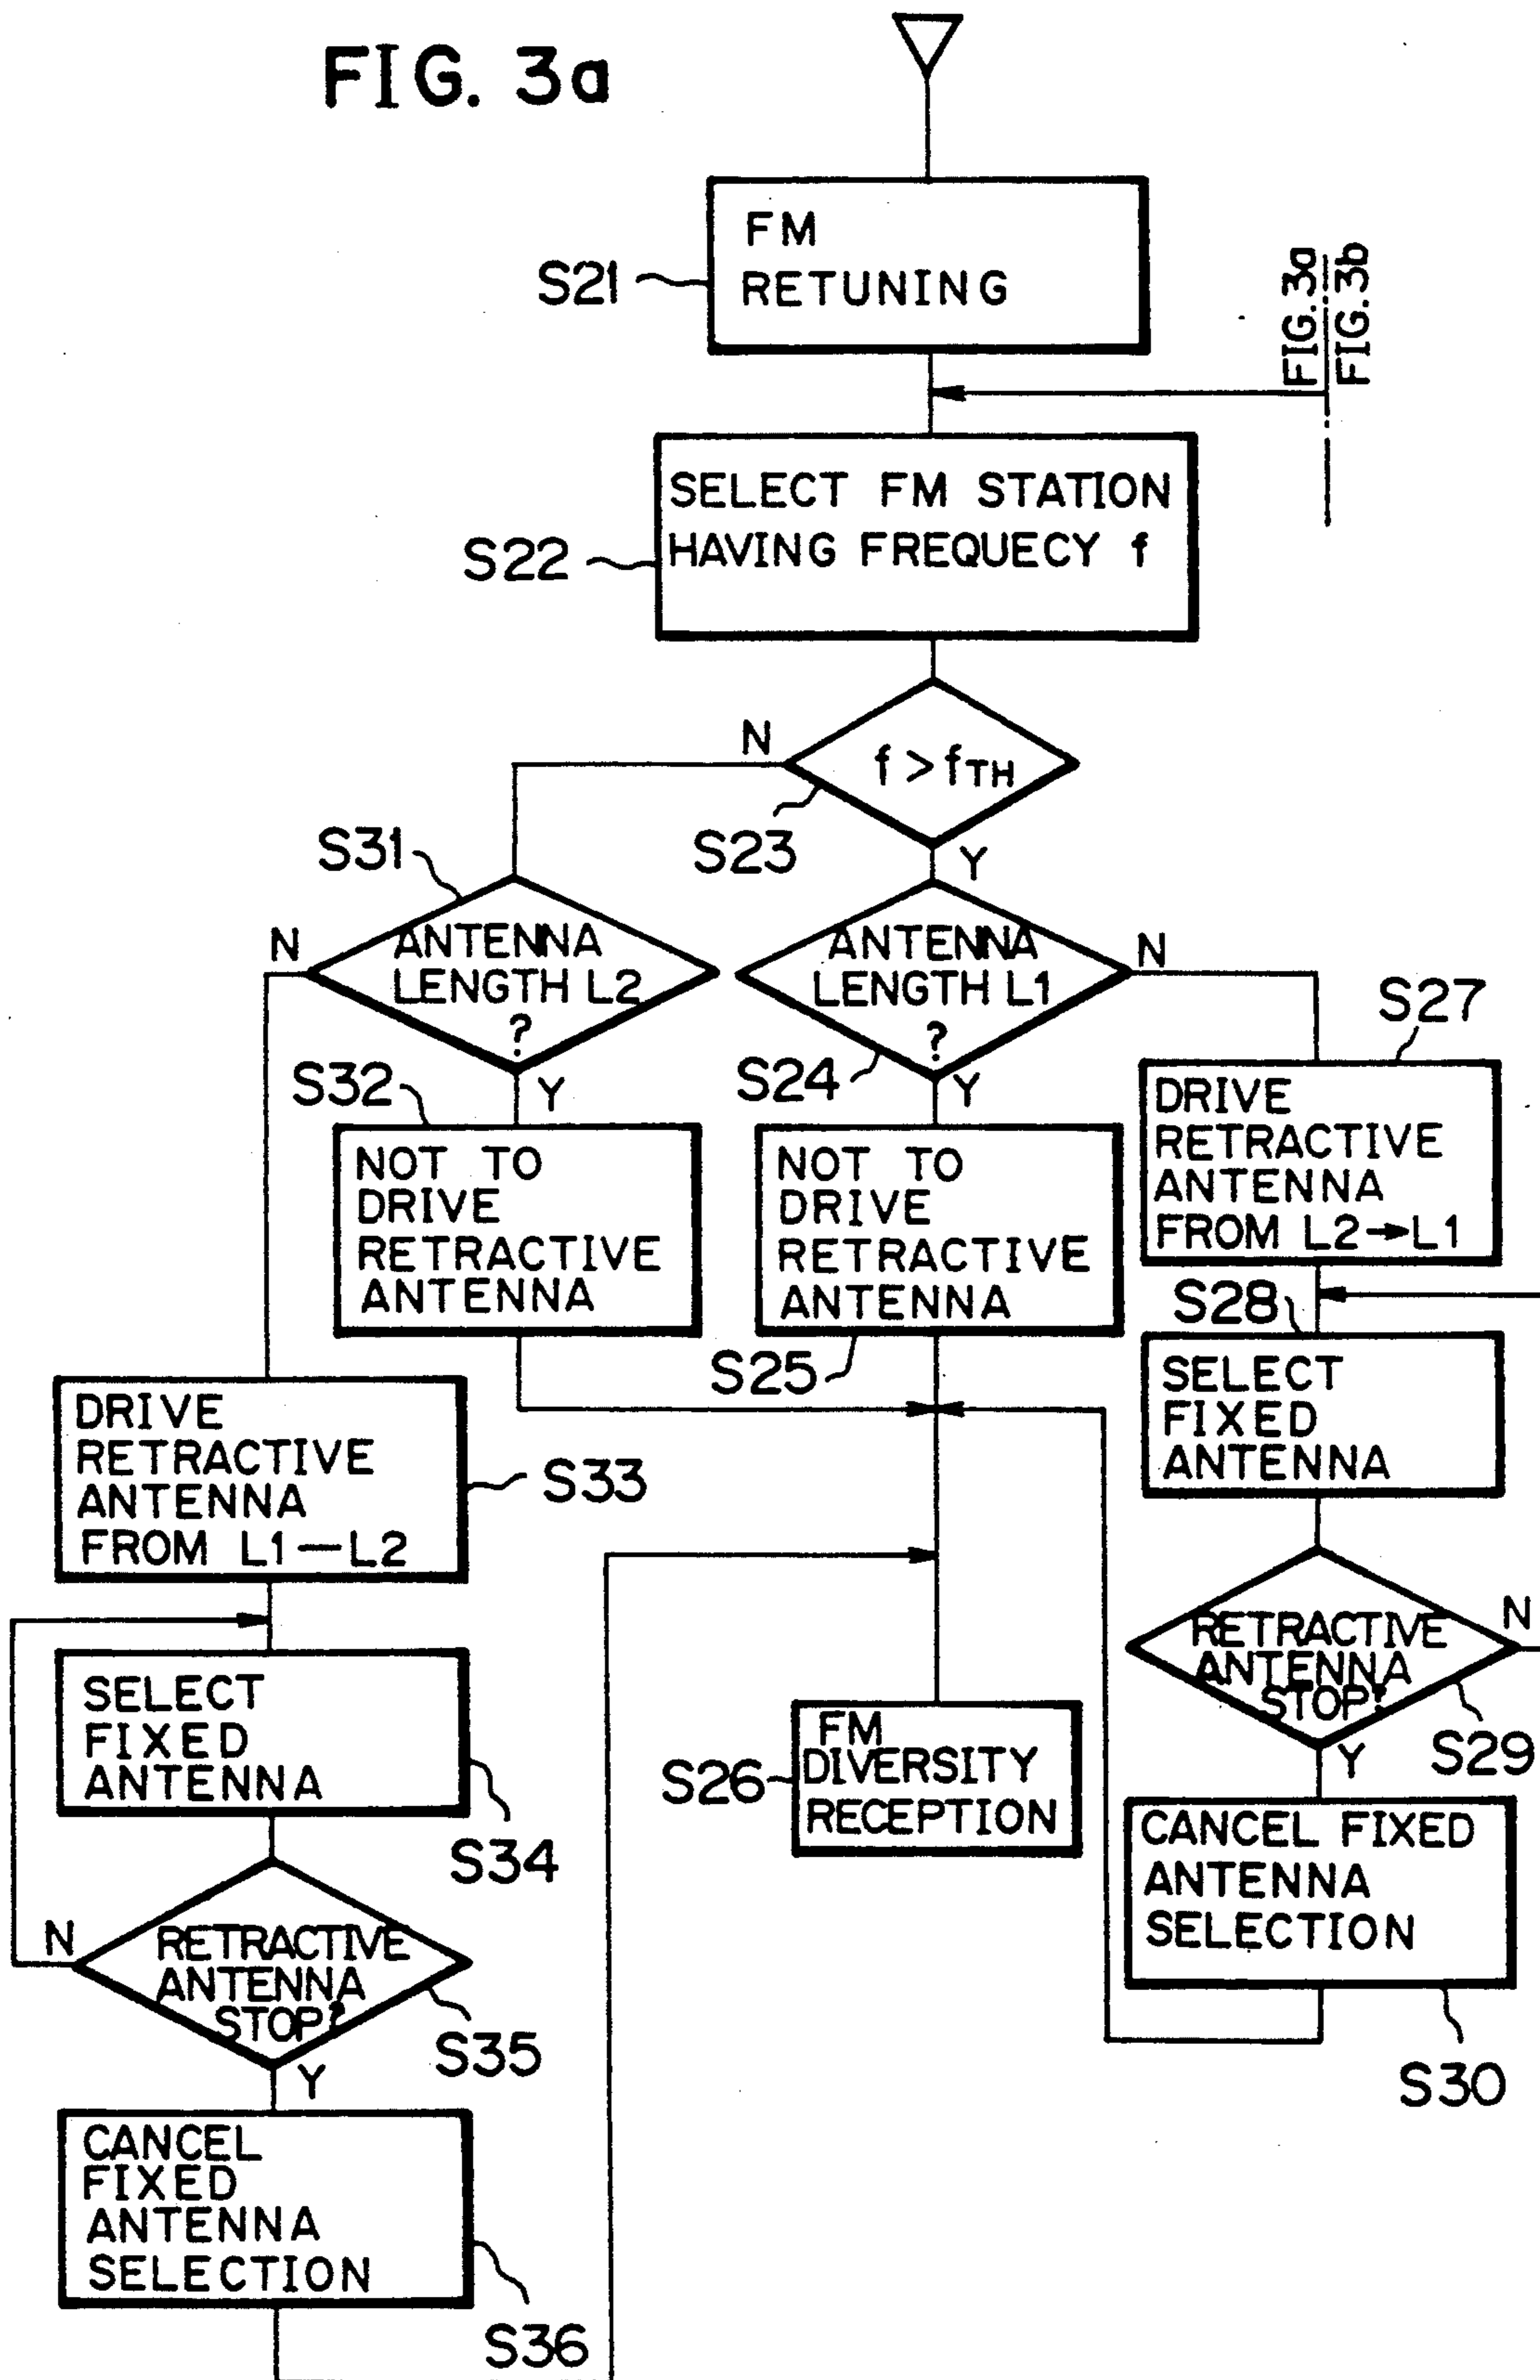 FIG. 3a
FM
RETUNING
S21
FIG.3a
FIG.3b
SELECT FM STATION
HAVING FREQUECY f
S22
N
f > fTH
S23
Y
S31
N
ANTENNA
LENGTH L2
?
Y
ANTENNA
LENGTH L1
?
N
S24
Y
S27
DRIVE
RETRACTIVE
ANTENNA
FROM L2→L1
S32
NOT TO
DRIVE
RETRACTIVE
ANTENNA
NOT TO
DRIVE
RETRACTIVE
ANTENNA
S25
S28
SELECT
FIXED
ANTENNA
DRIVE
RETRACTIVE
ANTENNA
FROM L1—L2
S33
RETRACTIVE
ANTENNA
STOP?
N
S29
Y
SELECT
FIXED
ANTENNA
S34
S26
FM
DIVERSITY
RECEPTION
CANCEL FIXED
ANTENNA
SELECTION
S30
N
RETRACTIVE
ANTENNA
STOP?
S35
Y
CANCEL
FIXED
ANTENNA
SELECTION
S36